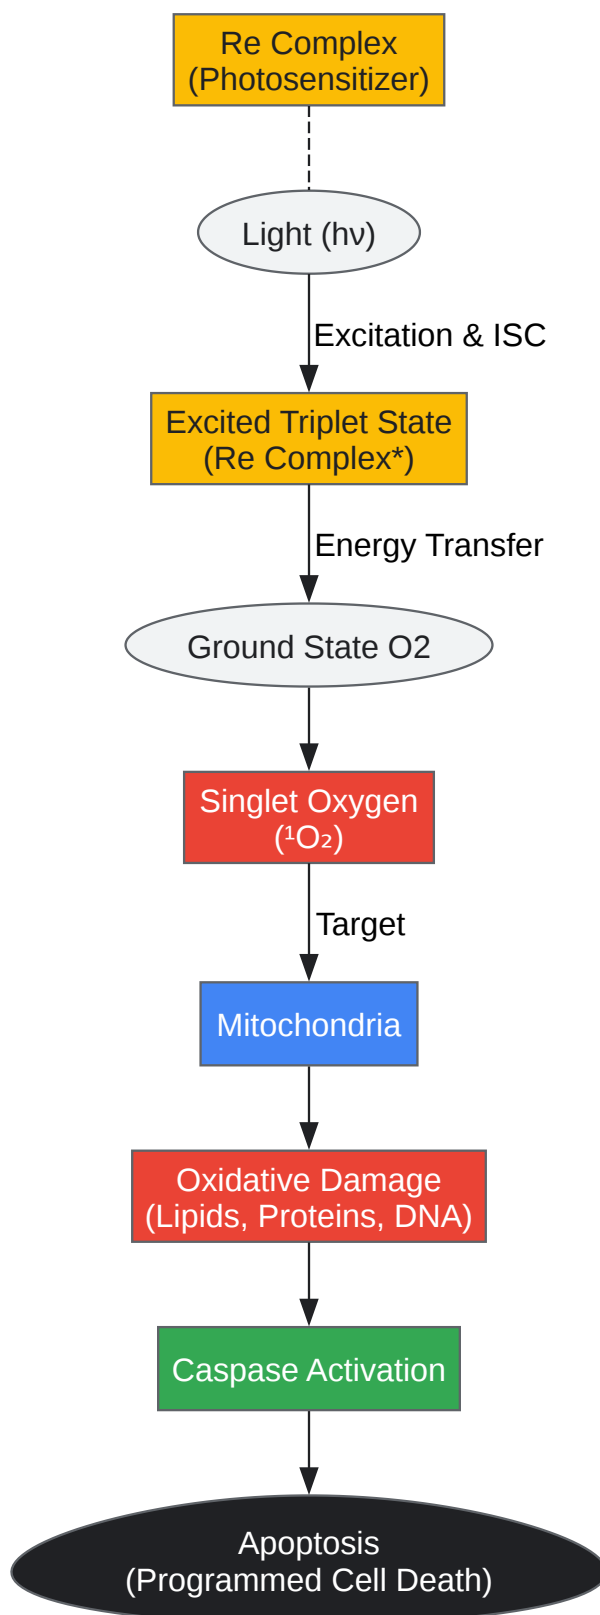 Re Complex
(Photosensitizer)
Light (hν)
Excitation & ISC
Excited Triplet State
(Re Complex*)
Energy Transfer
Ground State O2
Singlet Oxygen
(¹O₂)
Target
Mitochondria
Oxidative Damage
(Lipids, Proteins, DNA)
Caspase Activation
Apoptosis
(Programmed Cell Death)